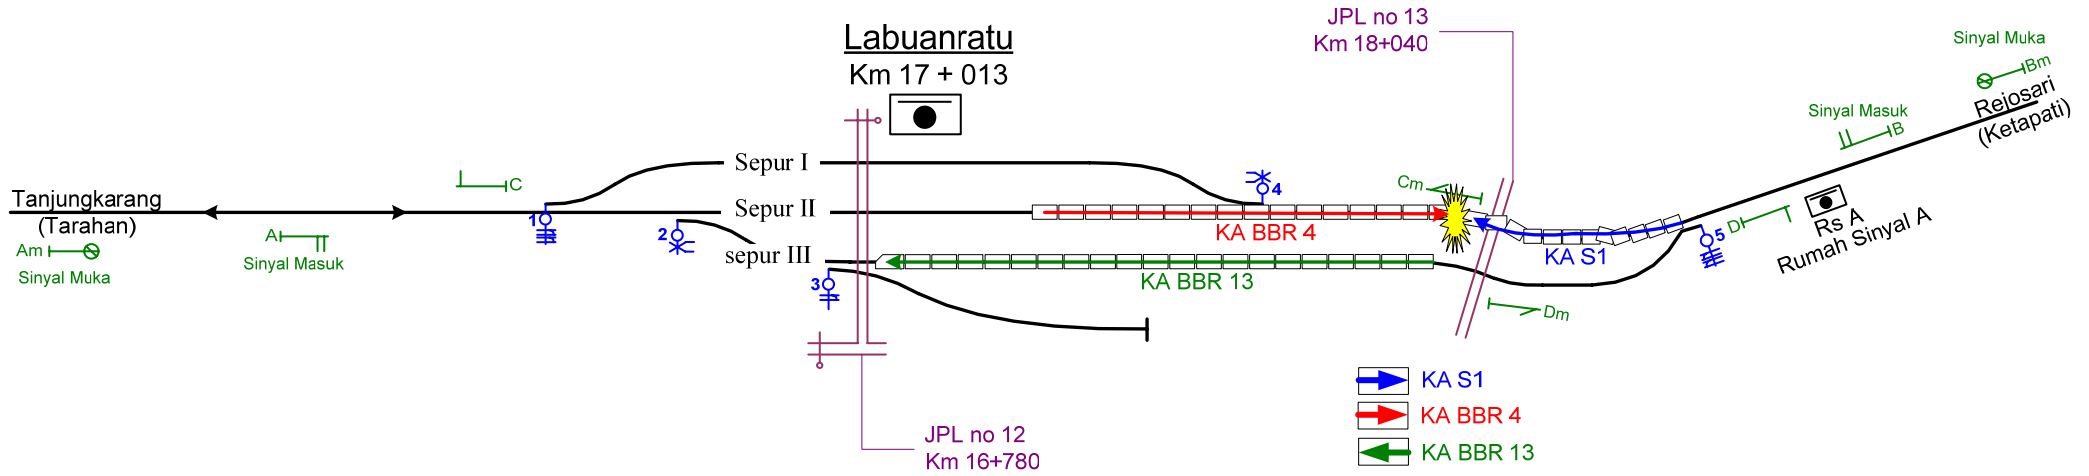 JPL no 13
Km 18+040
Labuanratu
Km 17 + 013
Sinyal Muka
Bm
Rejosari
(Ketapati)
Sinyal Masuk
B
Sepur I
C
Cm
4
Tanjungkarang
(Tarahan)
Sepur II
1
2
A
Am
Sinyal Masuk
Sinyal Muka
sepur III
KA BBR 4
KA S1
D
5
Rs A
Rumah Sinyal A
3
KA BBR 13
Dm
KA S1
KA BBR 4
KA BBR 13
JPL no 12
Km 16+780